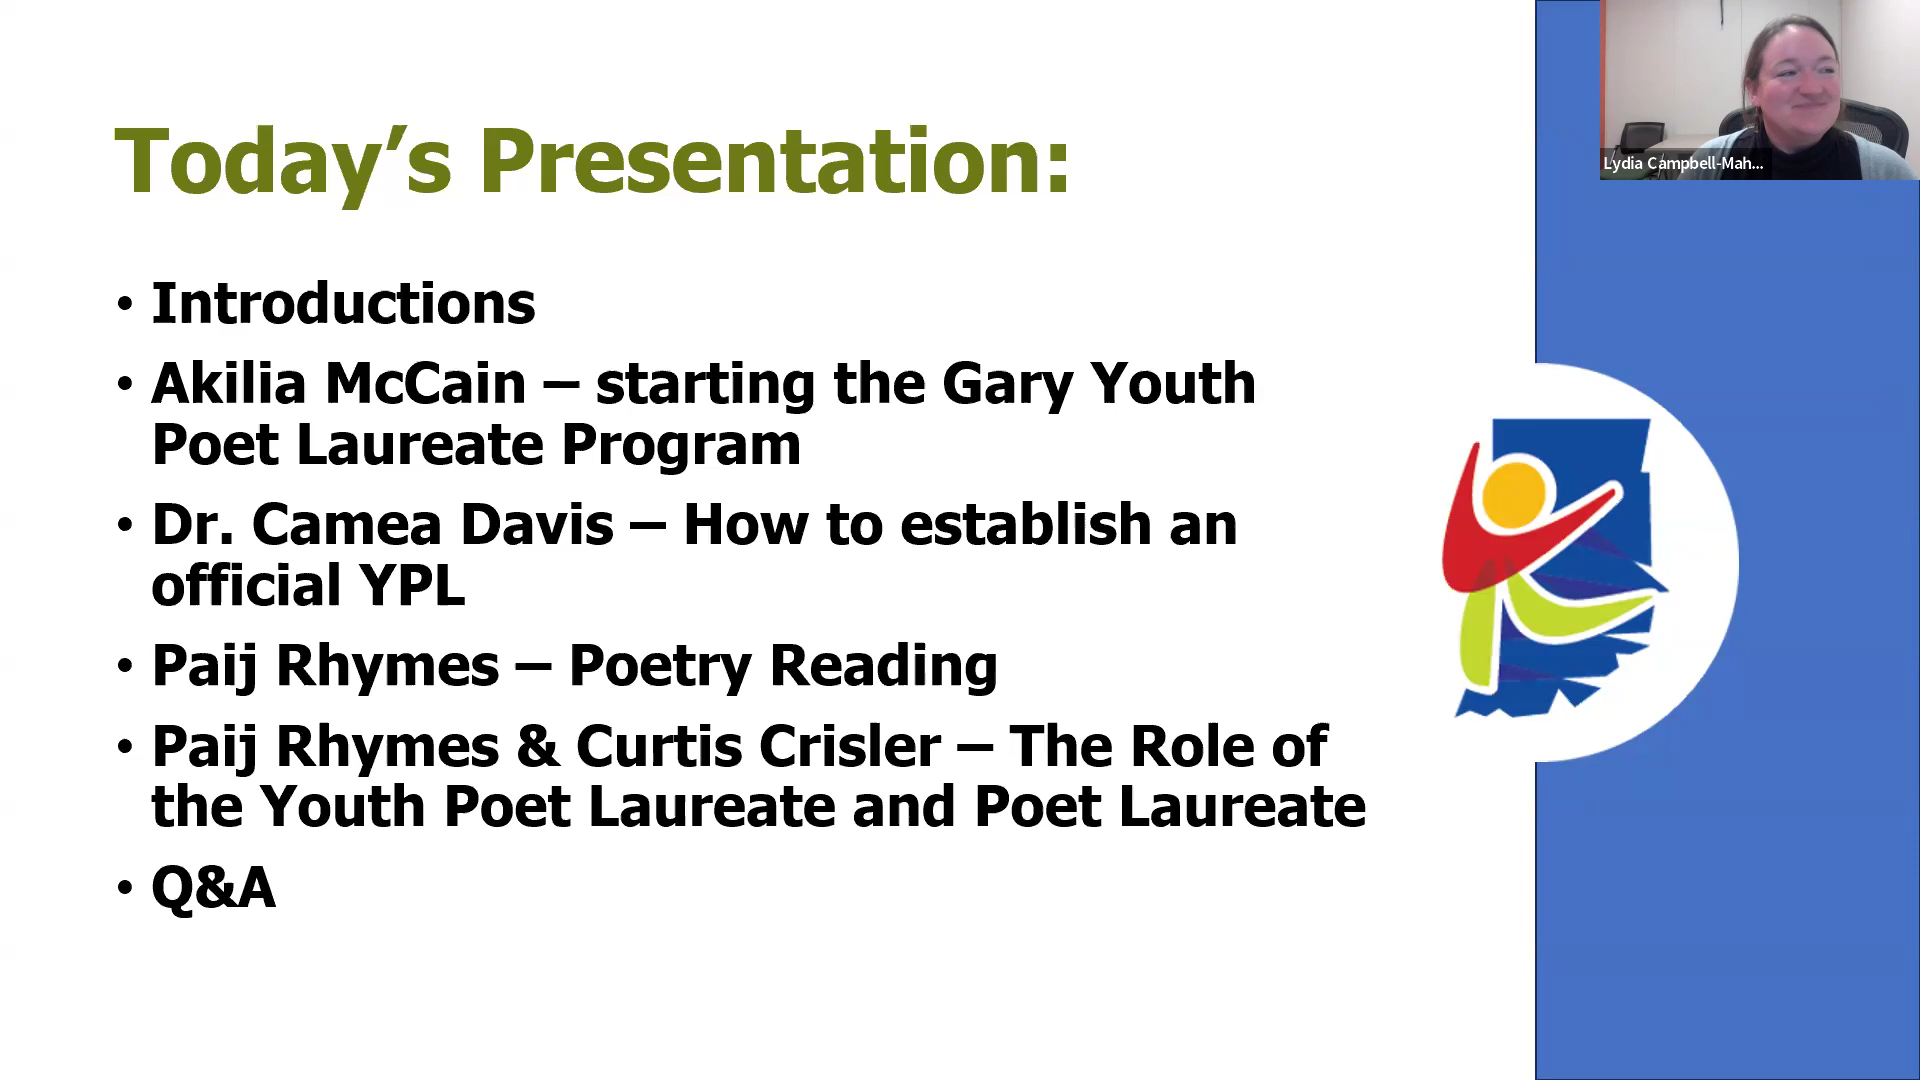 Today’s Presentation:
• Introductions
• Akilia McCain – starting the Gary Youth
Poet Laureate Program
• Dr. Camea Davis – How to establish an
official YPL
• Paij Rhymes – Poetry Reading
• Paij Rhymes & Curtis Crisler – The Role of
the Youth Poet Laureate and Poet Laureate
• Q&A
Lydia Campbell-Mah...